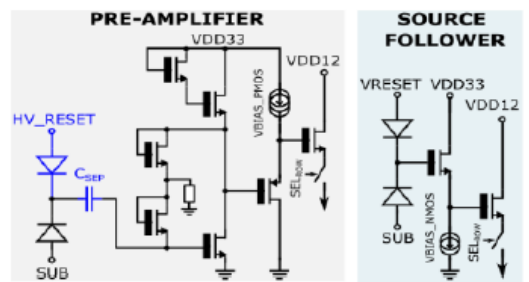 PRE-AMPLIFIER
VDD33
VDD12
HV_RESET
CSEP
VBIAS_PMOS
SELROW
SUB
SOURCE
FOLLOWER
VRESET VDD33
VDD12
VBIAS_NMOS
SELROW
SUB